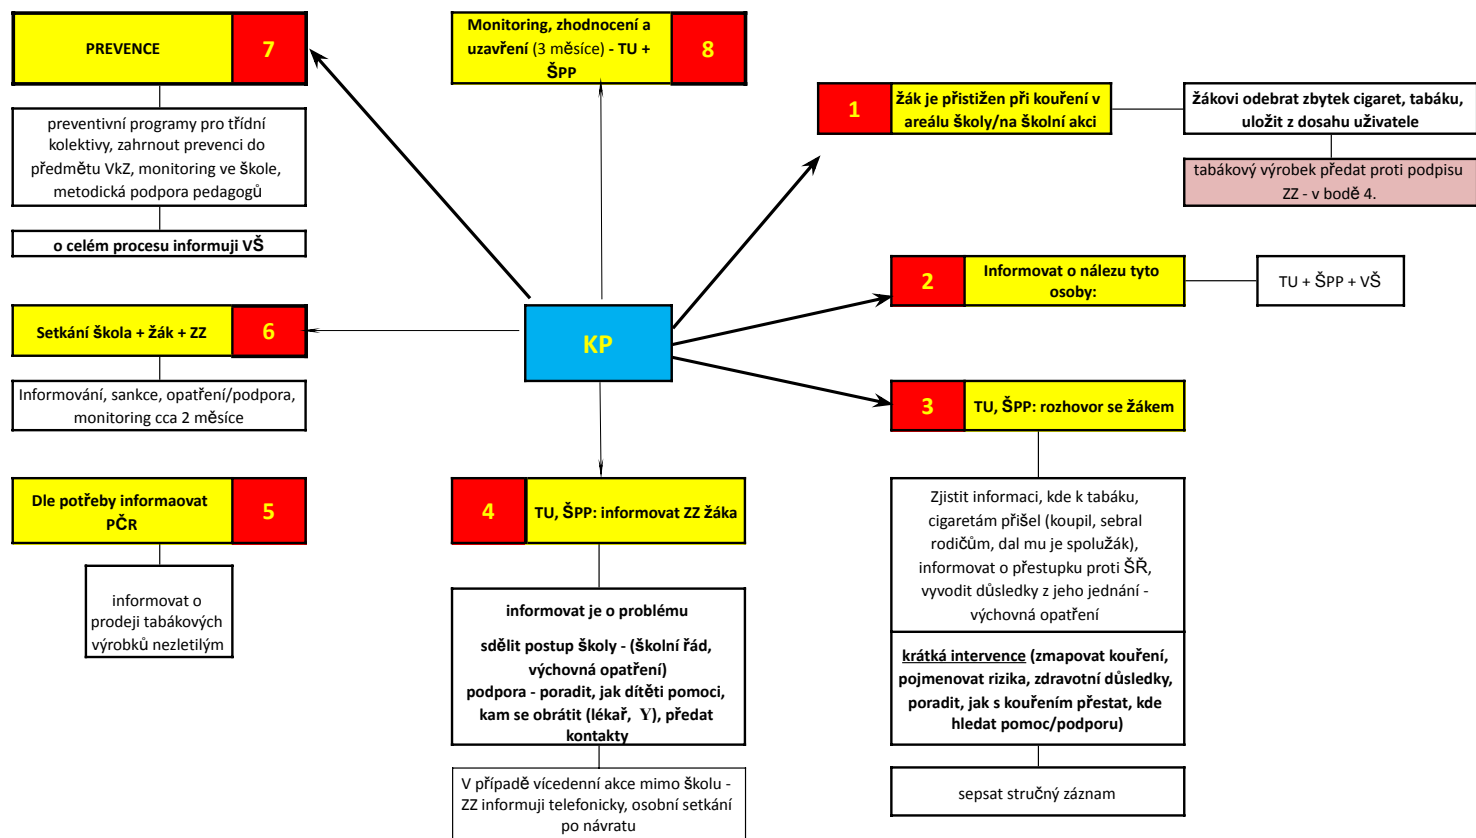 PREVENCE
7
preventivní programy pro třídní
kolektivy, zahrnout prevenci do
předmětu VkZ, monitoring ve škole,
metodická podpora pedagogů
o celém procesu informuji VŠ
Monitoring, zhodnocení a
uzavření (3 měsíce) - TU +
ŠPP
8
1
žák je přistižen při kouření v
areálu školy/na školní akci
žákovi odebrat zbytek cigaret, tabáku,
uložit z dosahu uživatele
tabákový výrobek předat proti podpisu
ZZ - v bodě 4.
2
Informovat o nálezu tyto
osoby:
TU + ŠPP + VŠ
KP
Setkání škola + žák + ZZ
6
Informování, sankce, opatření/podpora,
monitoring cca 2 měsíce
3
TU, ŠPP: rozhovor se žákem
Zjistit informaci, kde k tabáku,
cigaretám přišel (koupil, sebral
rodičům, dal mu je spolužák),
informovat o přestupku proti ŠŘ,
vyvodit důsledky z jeho jednání -
výchovná opatření
krátká intervence (zmapovat kouření,
pojmenovat rizika, zdravotní důsledky,
poradit, jak s kouřením přestat, kde
hledat pomoc/podporu)
sepsat stručný záznam
Dle potřeby informaovat
PČR
5
informovat o
prodeji tabákových
výrobků nezletilým
4
TU, ŠPP: informovat ZZ žáka
informovat je o problému
sdělit postup školy - (školní řád,
výchovná opatření)
podpora - poradit, jak dítěti pomoci,
kam se obrátit (lékař, Y), předat
kontakty
V případě vícedenní akce mimo školu -
ZZ informuji telefonicky, osobní setkání
po návratu